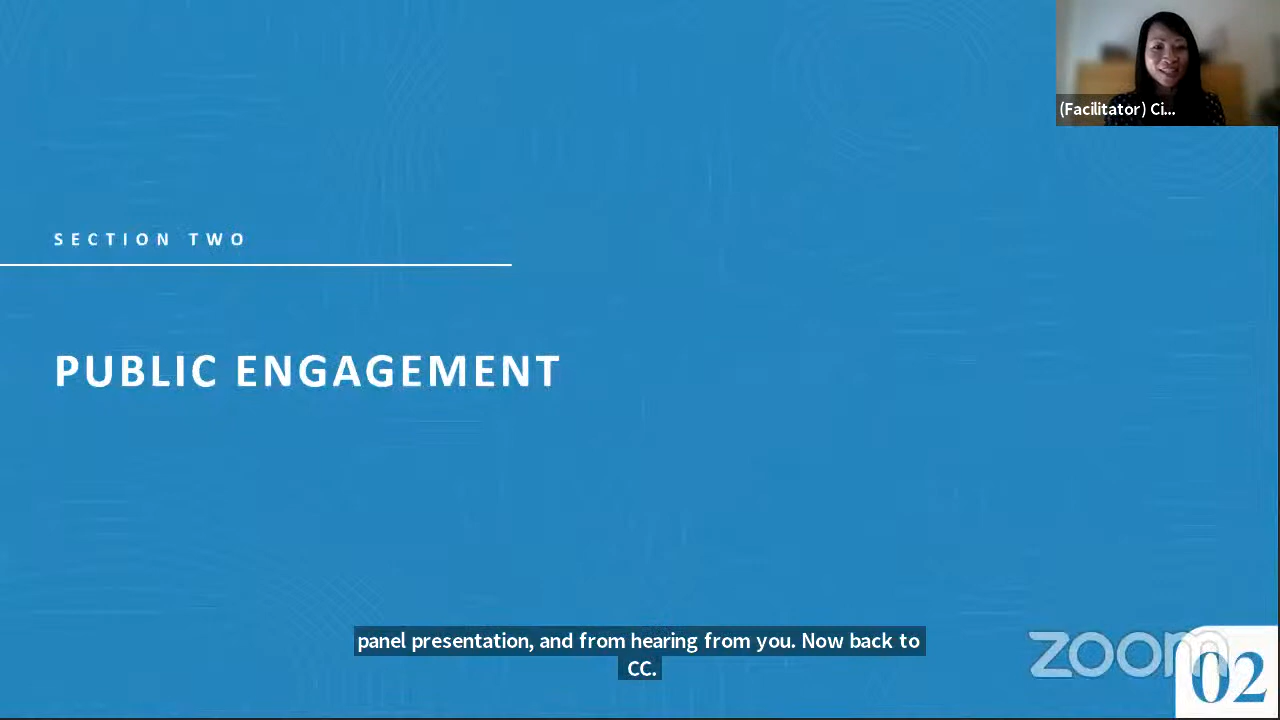 (Facilitator) Ci...
SECTION TWO
PUBLIC ENGAGEMENT
panel presentation, and from hearing from you. Now back to
CC.
zoom
02